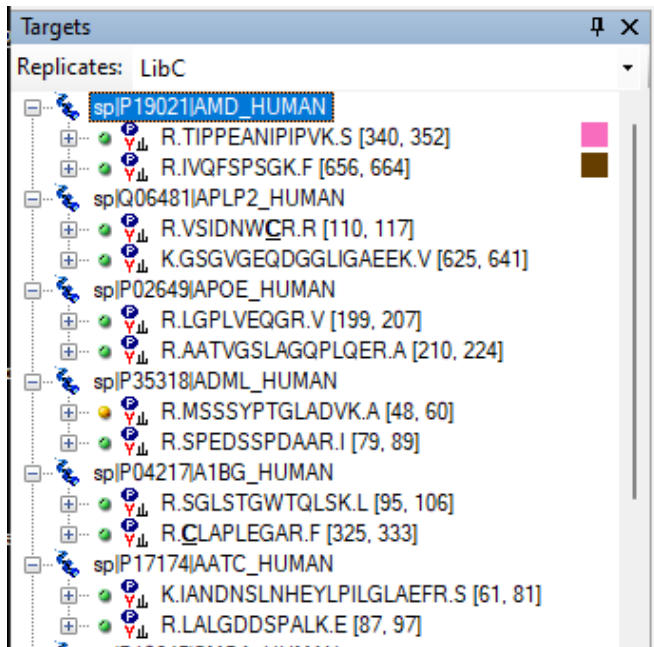 Targets
Replicates: LibC
sp|P19021|AMD_HUMAN
R.TIPPEANIPIPVK.S [340, 352]
R.IVQFSPSGK.F [656, 664]
sp|Q06481|APLP2_HUMAN
R.VSIDNWCR.R [110, 117]
K.GSGVGEQDGGLIGAEEK.V [625, 641]
sp|P02649|APOE_HUMAN
R.LGPLVEQGR.V [199, 207]
R.AATVGSLAGQPLQER.A [210, 224]
sp|P35318|ADML_HUMAN
R.MSSSYPTGLADVK.A [48, 60]
R.SPEDSSPDAAR.I [79, 89]
sp|P04217|A1BG_HUMAN
R.SGLSTGWTQLSK.L [95, 106]
R.CLAPLEGAR.F [325, 333]
sp|P17174|AATC_HUMAN
K.IANDNSLNHEYLPILGLAEFR.S [61, 81]
R.LALGDDSPALK.E [87, 97]